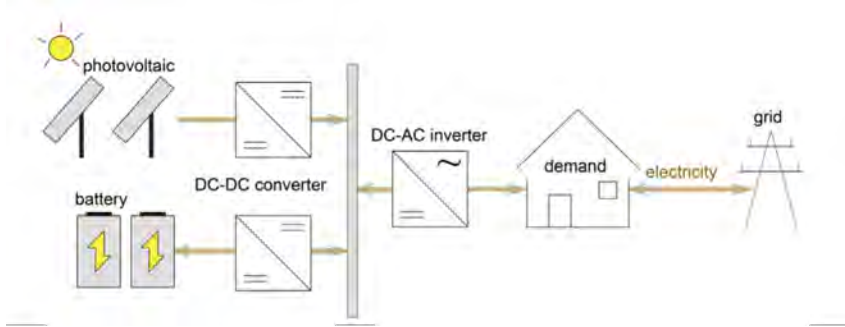 photovoltaic
grid
DC-AC inverter
demand
electricity
DC-DC converter
battery